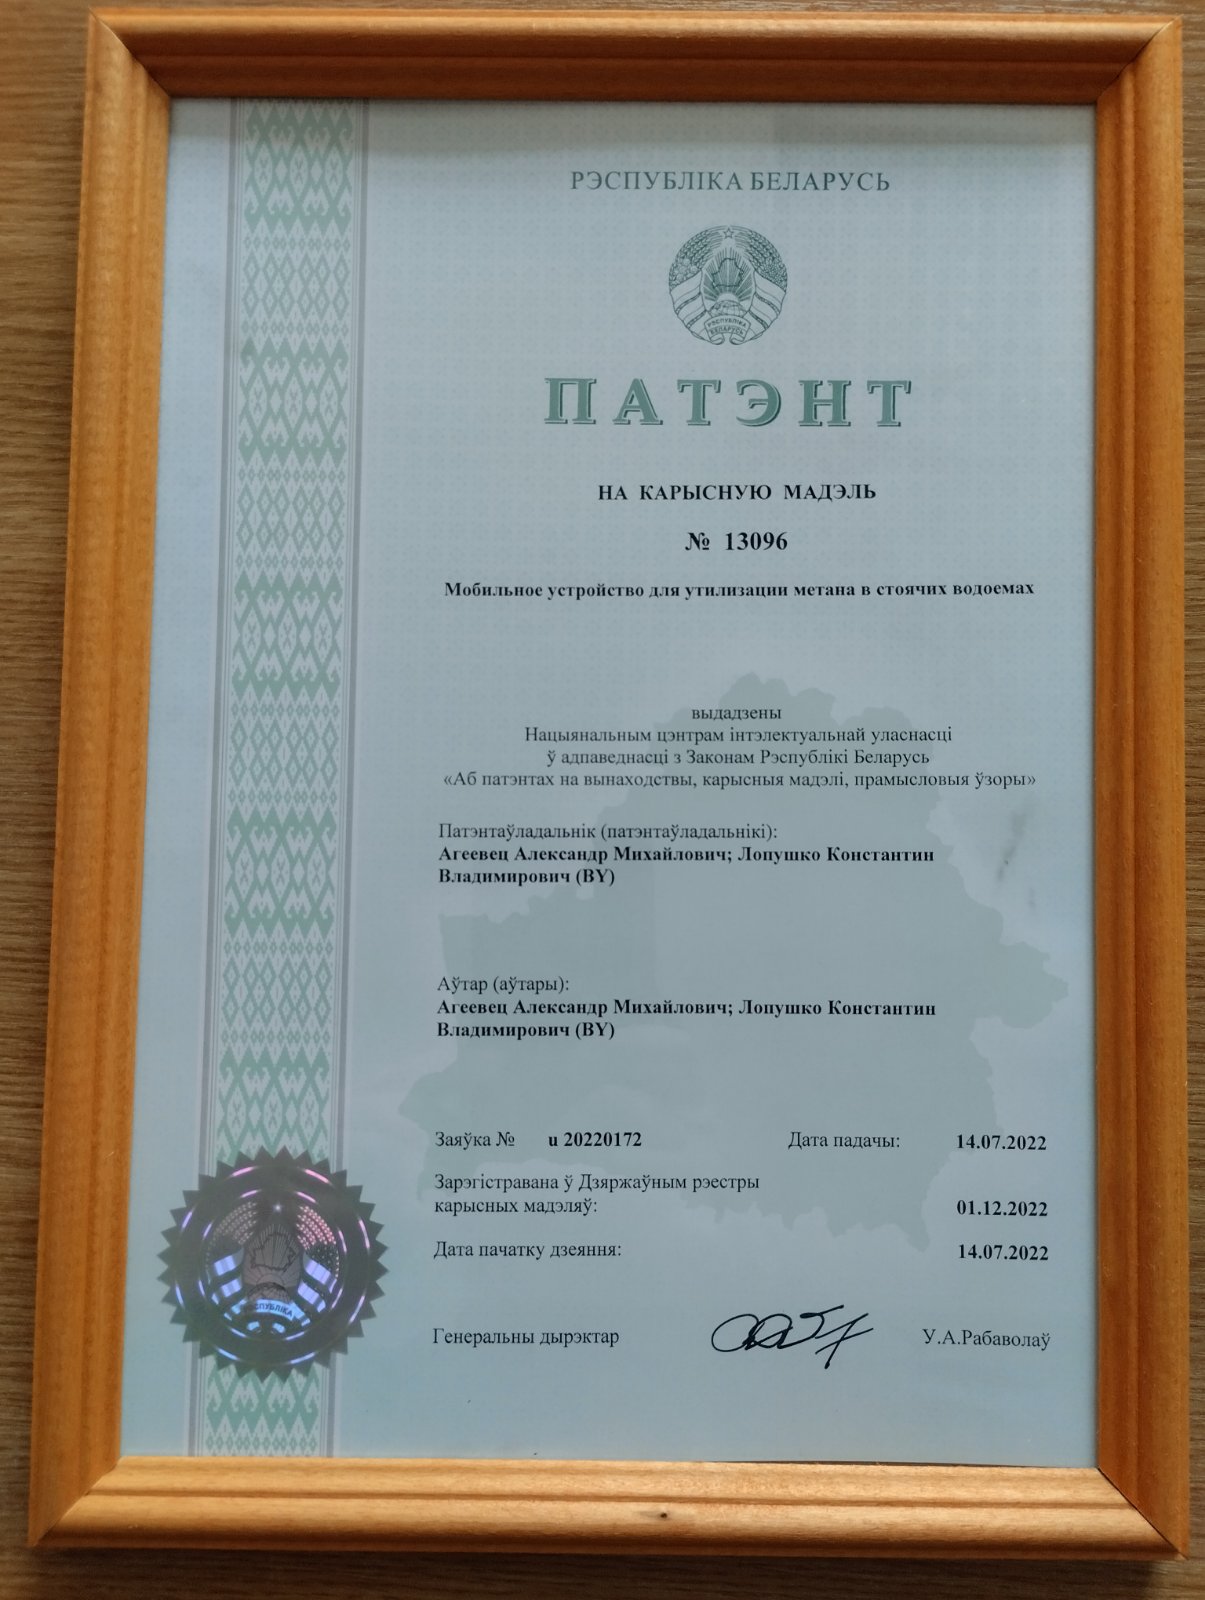 РЭСПУБЛІКА БЕЛАРУСЬ
РЭСПУБЛІКА
БЕЛАРУСЬ
ПАТЭНТ
НА КАРЫСНУЮ МАДЭЛЬ
№ 13096
Мобильное устройство для утилизации метана в стоячих водоемах
выдадзены
Нацыянальным цэнтрам інтэлектуальнай уласнасці
ў адпаведнасці з Законам Рэспублікі Беларусь
«Аб патэнтах на вынаходствы, карысныя мадэлі, прамысловыя ўзоры»
Патэнтаўладальнік (патэнтаўладальнікі):
Агеевец Александр Михайлович; Лопушко Константин
Владимирович (BY)
Аўтар (аўтары):
Агеевец Александр Михайлович; Лопушко Константин
Владимирович (BY)
Заяўка № u 20220172 Дата падачы: 14.07.2022
Зарэгістравана ў Дзяржаўным рэестры
карысных мадэляў: 01.12.2022
Дата пачатку дзеяння: 14.07.2022
РЭСПУБЛІКА
Генеральны дырэктар У.А.Рабаволаў